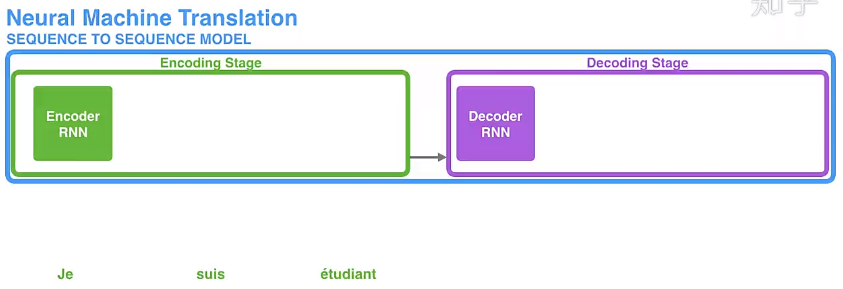 知乎
Neural Machine Translation
SEQUENCE TO SEQUENCE MODEL
Encoding Stage
Decoding Stage
Encoder
RNN
Decoder
RNN
Je suis étudiant